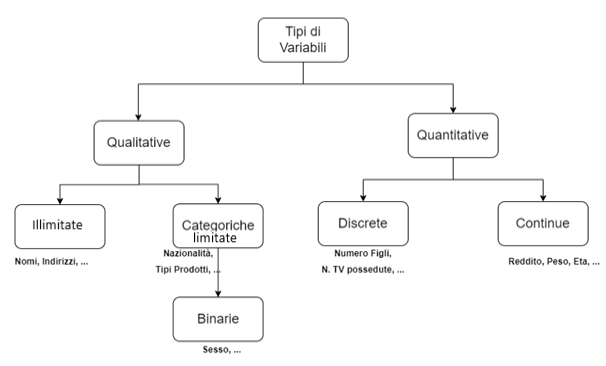 Tipi di
Variabili
Qualitative
Quantitative
Illimitate
Categoriche
limitate
Discrete
Continue
Nomi, Indirizzi, ...
Nazionalità,
Tipi Prodotti, ...
Numero Figli,
N. TV possedute, ...
Reddito, Peso, Eta, ...
Binarie
Sesso, ...